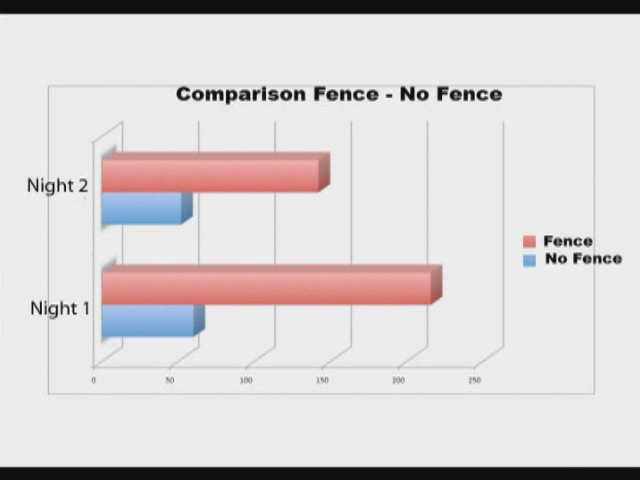 Comparison Fence - No Fence
Night 2
Fence
No Fence
Night 1
0 50 100 150 200 250